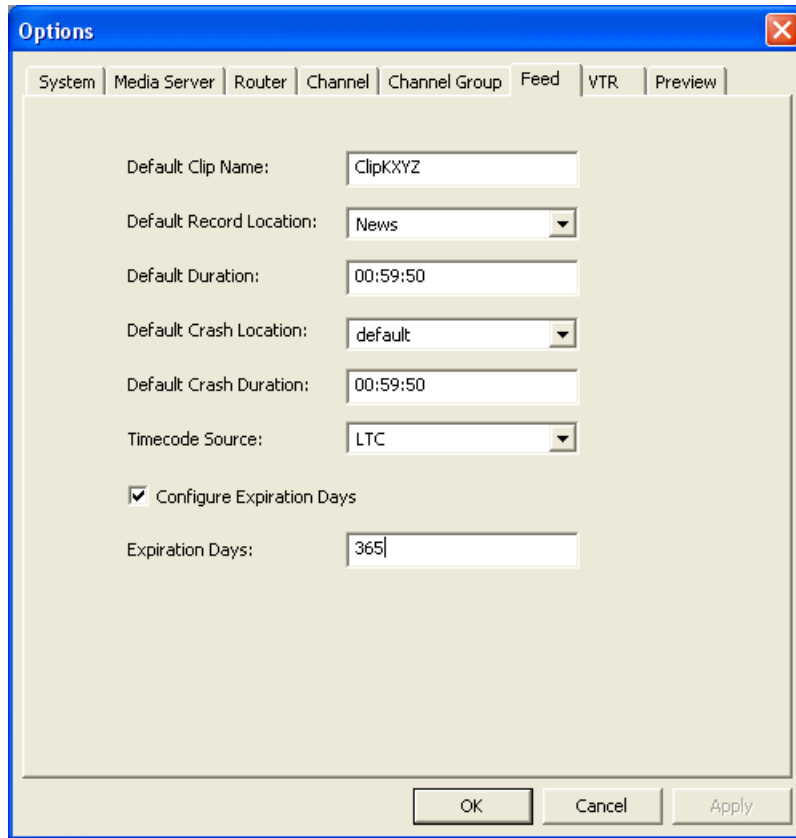 Options
System Media Server Router Channel Channel Group Feed VTR Preview
Default Clip Name: ClipKXYZ
Default Record Location: News
Default Duration: 00:59:50
Default Crash Location: default
Default Crash Duration: 00:59:50
Timecode Source: LTC
Configure Expiration Days
Expiration Days: 365
OK Cancel Apply